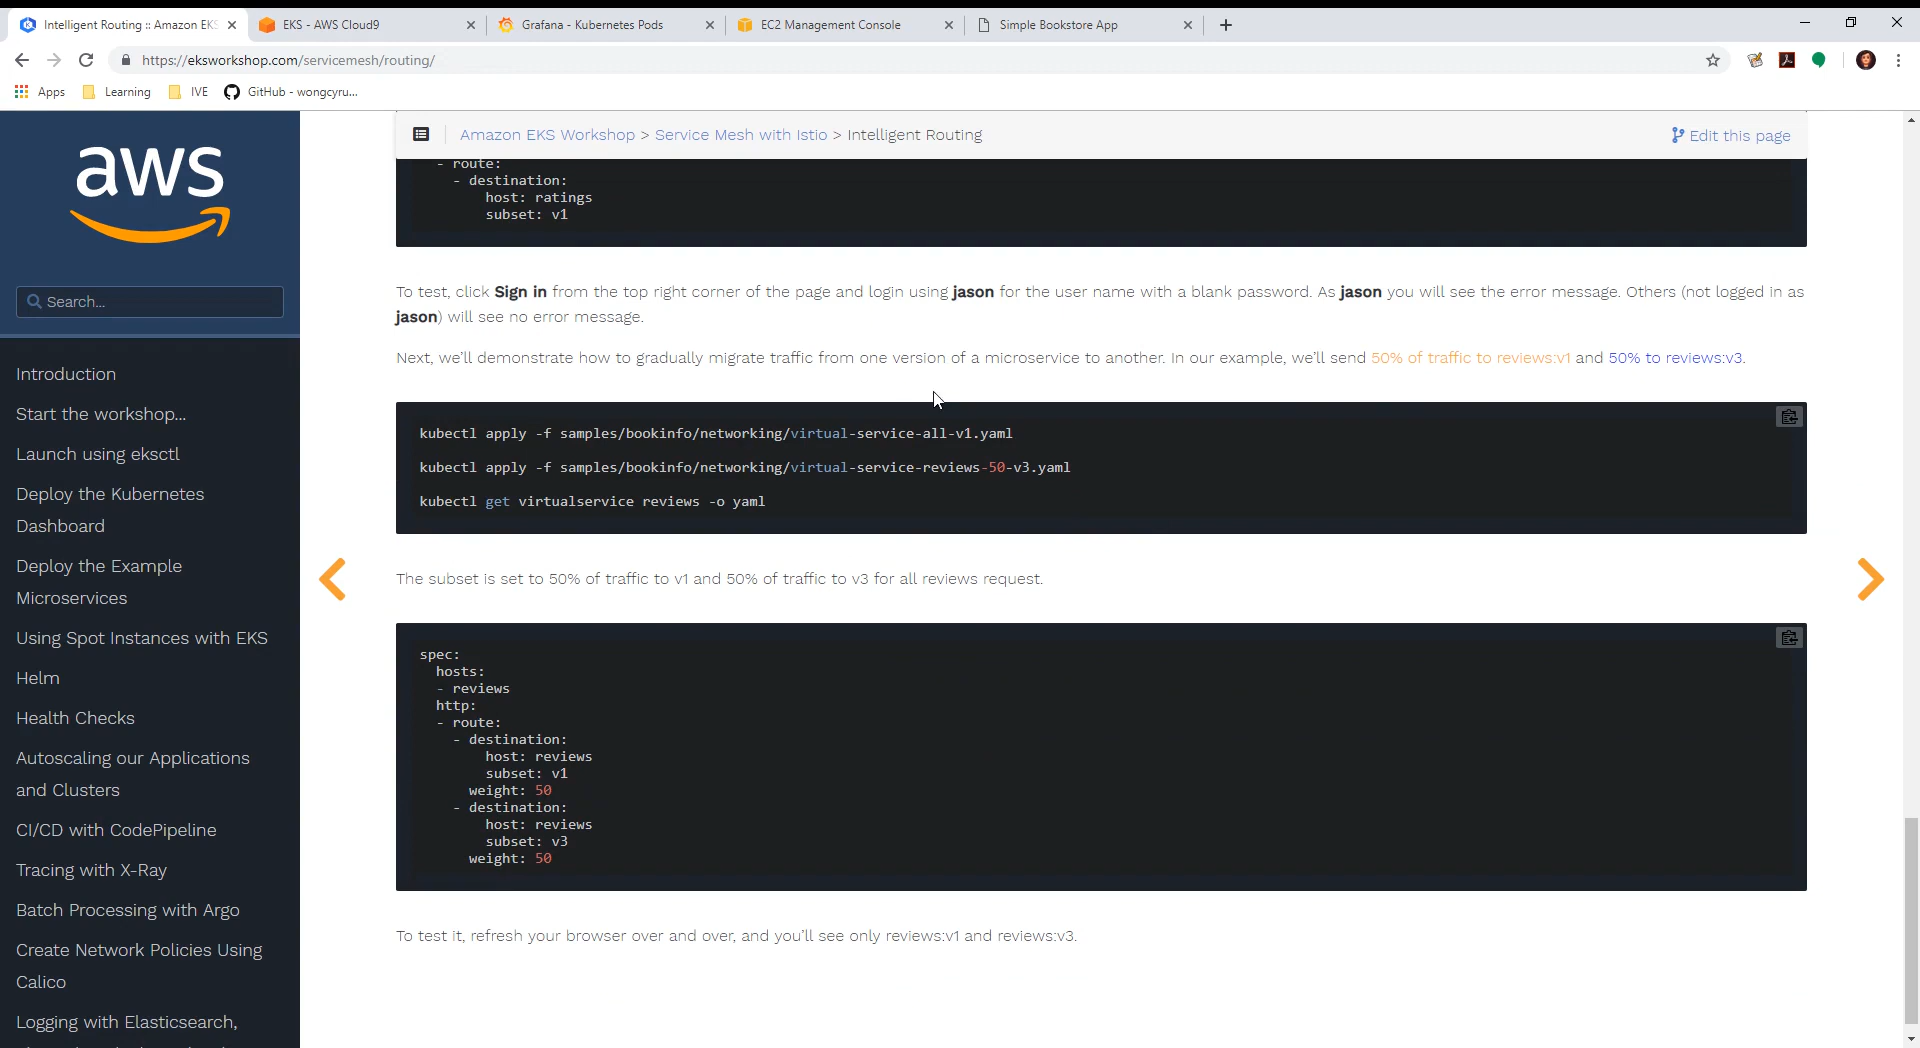 Intelligent Routing :: Amazon EKS
EKS - AWS Cloud9
Grafana - Kubernetes Pods
EC2 Management Console
Simple Bookstore App
https://eksworkshop.com/servicemesh/routing/
Apps
Learning
IVE
GitHub - wongcyru...
aws
Search...
Introduction
Start the workshop...
Launch using eksctl
Deploy the Kubernetes
Dashboard
Deploy the Example
Microservices
Using Spot Instances with EKS
Helm
Health Checks
Autoscaling our Applications
and Clusters
CI/CD with CodePipeline
Tracing with X-Ray
Batch Processing with Argo
Create Network Policies Using
Calico
Logging with Elasticsearch,
Amazon EKS Workshop > Service Mesh with Istio > Intelligent Routing
Edit this page
- route:
- destination:
host: ratings
subset: v1
To test, click Sign in from the top right corner of the page and login using jason for the user name with a blank password. As jason you will see the error message. Others (not logged in as
jason) will see no error message.
Next, we'll demonstrate how to gradually migrate traffic from one version of a microservice to another. In our example, we'll send 50% of traffic to reviews:v1 and 50% to reviews:v3.
kubectl apply -f samples/bookinfo/networking/virtual-service-all-v1.yaml
kubectl apply -f samples/bookinfo/networking/virtual-service-reviews-50-v3.yaml
kubectl get virtualservice reviews -o yaml
The subset is set to 50% of traffic to v1 and 50% of traffic to v3 for all reviews request.
spec:
hosts:
- reviews
http:
- route:
- destination:
host: reviews
subset: v1
weight: 50
- destination:
host: reviews
subset: v3
weight: 50
To test it, refresh your browser over and over, and you'll see only reviews:v1 and reviews:v3.